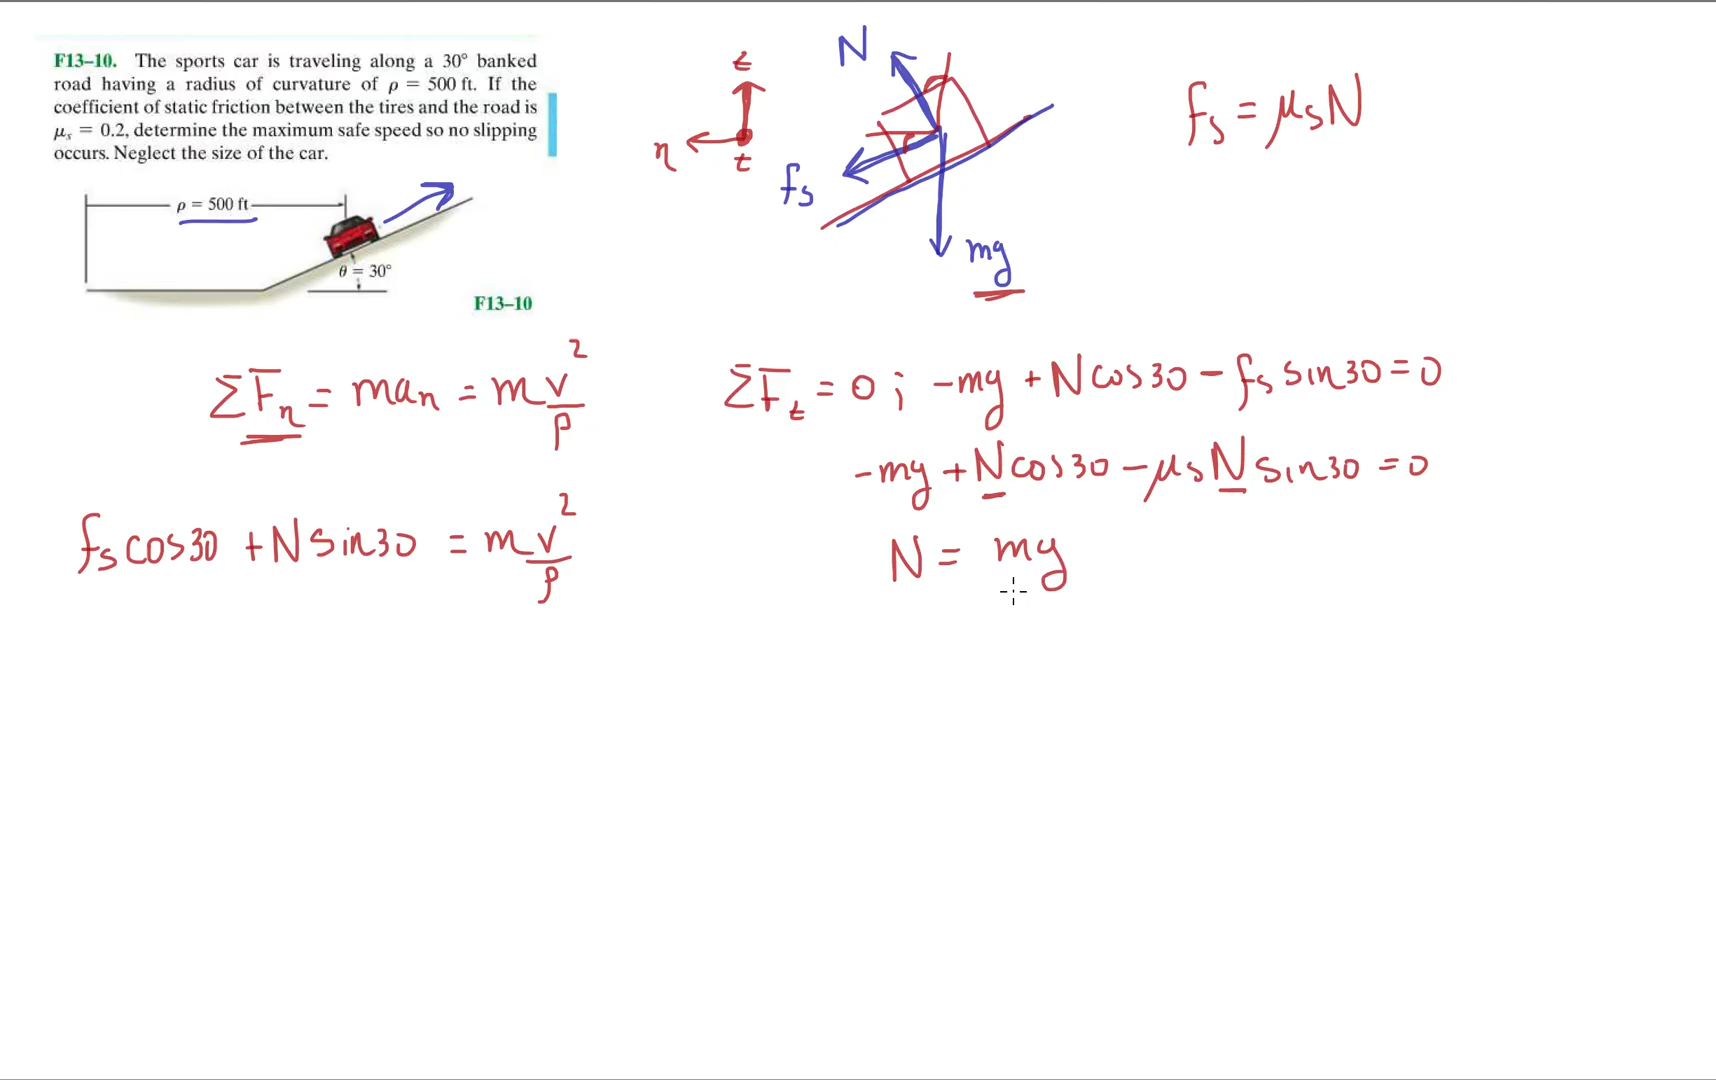 F13–10. The sports car is traveling along a 30° banked
road having a radius of curvature of ρ = 500 ft. If the
coefficient of static friction between the tires and the road is
μs = 0.2, determine the maximum safe speed so no slipping
occurs. Neglect the size of the car.
ρ = 500 ft
θ = 30°
F13–10
z
n
t
N
fs
mg
fs = μsN
ΣFn = man = mv²/ρ
fs cos30 + N sin30 = mv²/ρ
ΣFz = 0 ; -mg + N cos30 - fs sin30 = 0
-mg + N cos30 - μs N sin30 = 0
N = mg